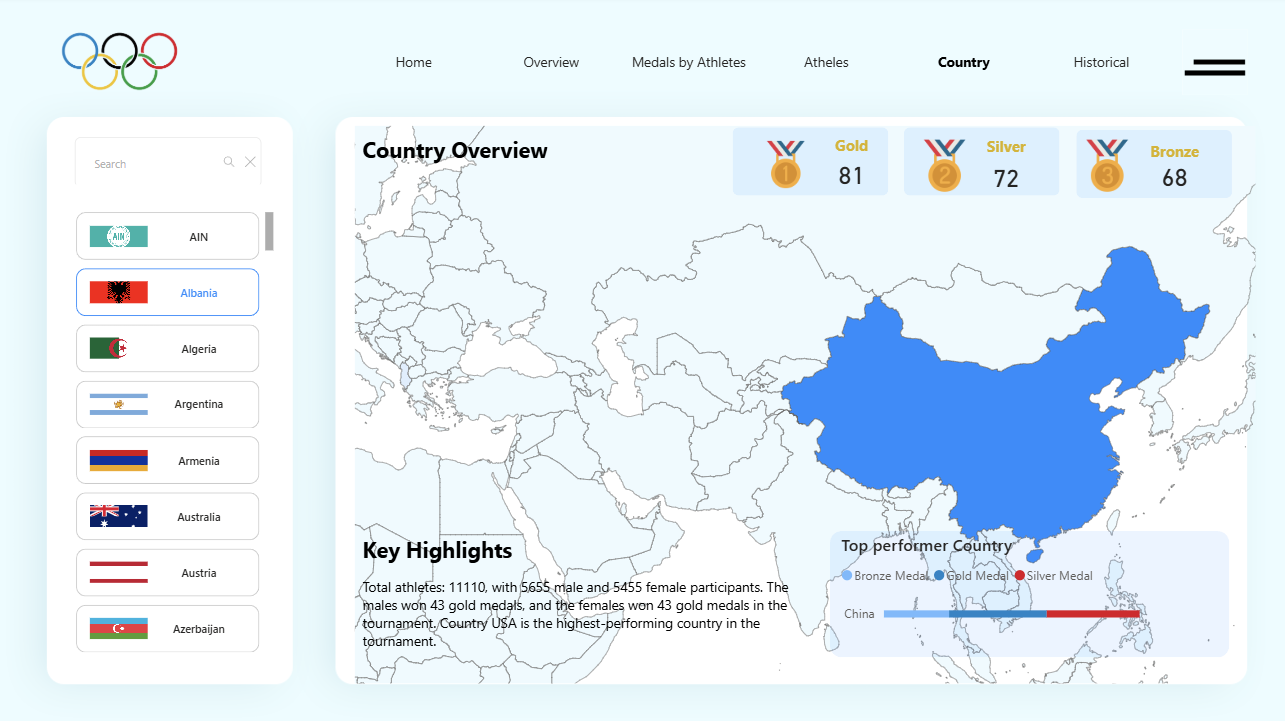 Home
Overview
Medals by Athletes
Atheles
Country
Historical
Search
AIN
AIN
Albania
Algeria
Argentina
Armenia
Australia
Austria
Azerbaijan
Country Overview
1
Gold
81
2
Silver
72
3
Bronze
68
Key Highlights
Total athletes: 11110, with 5655 male and 5455 female participants. The
males won 43 gold medals, and the females won 43 gold medals in the
tournament. Country USA is the highest-performing country in the
tournament.
Top performer Country
Bronze Medal Gold Medal Silver Medal
China